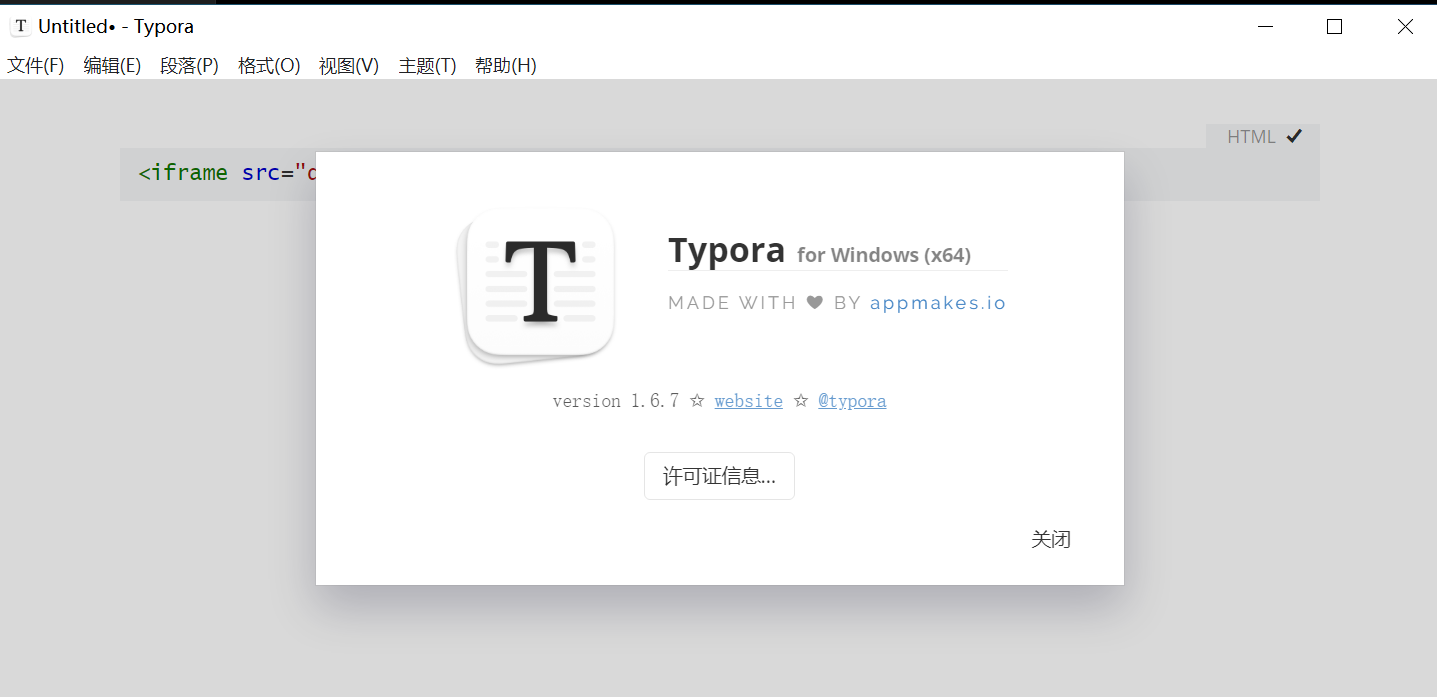 T Untitled• - Typora
文件(F) 编辑(E) 段落(P) 格式(O) 视图(V) 主题(T) 帮助(H)
HTML ✔
<iframe src="
T
Typora for Windows (x64)
MADE WITH ♥ BY appmakes.io
version 1.6.7 ☆ website ☆ @typora
许可证信息...
关闭